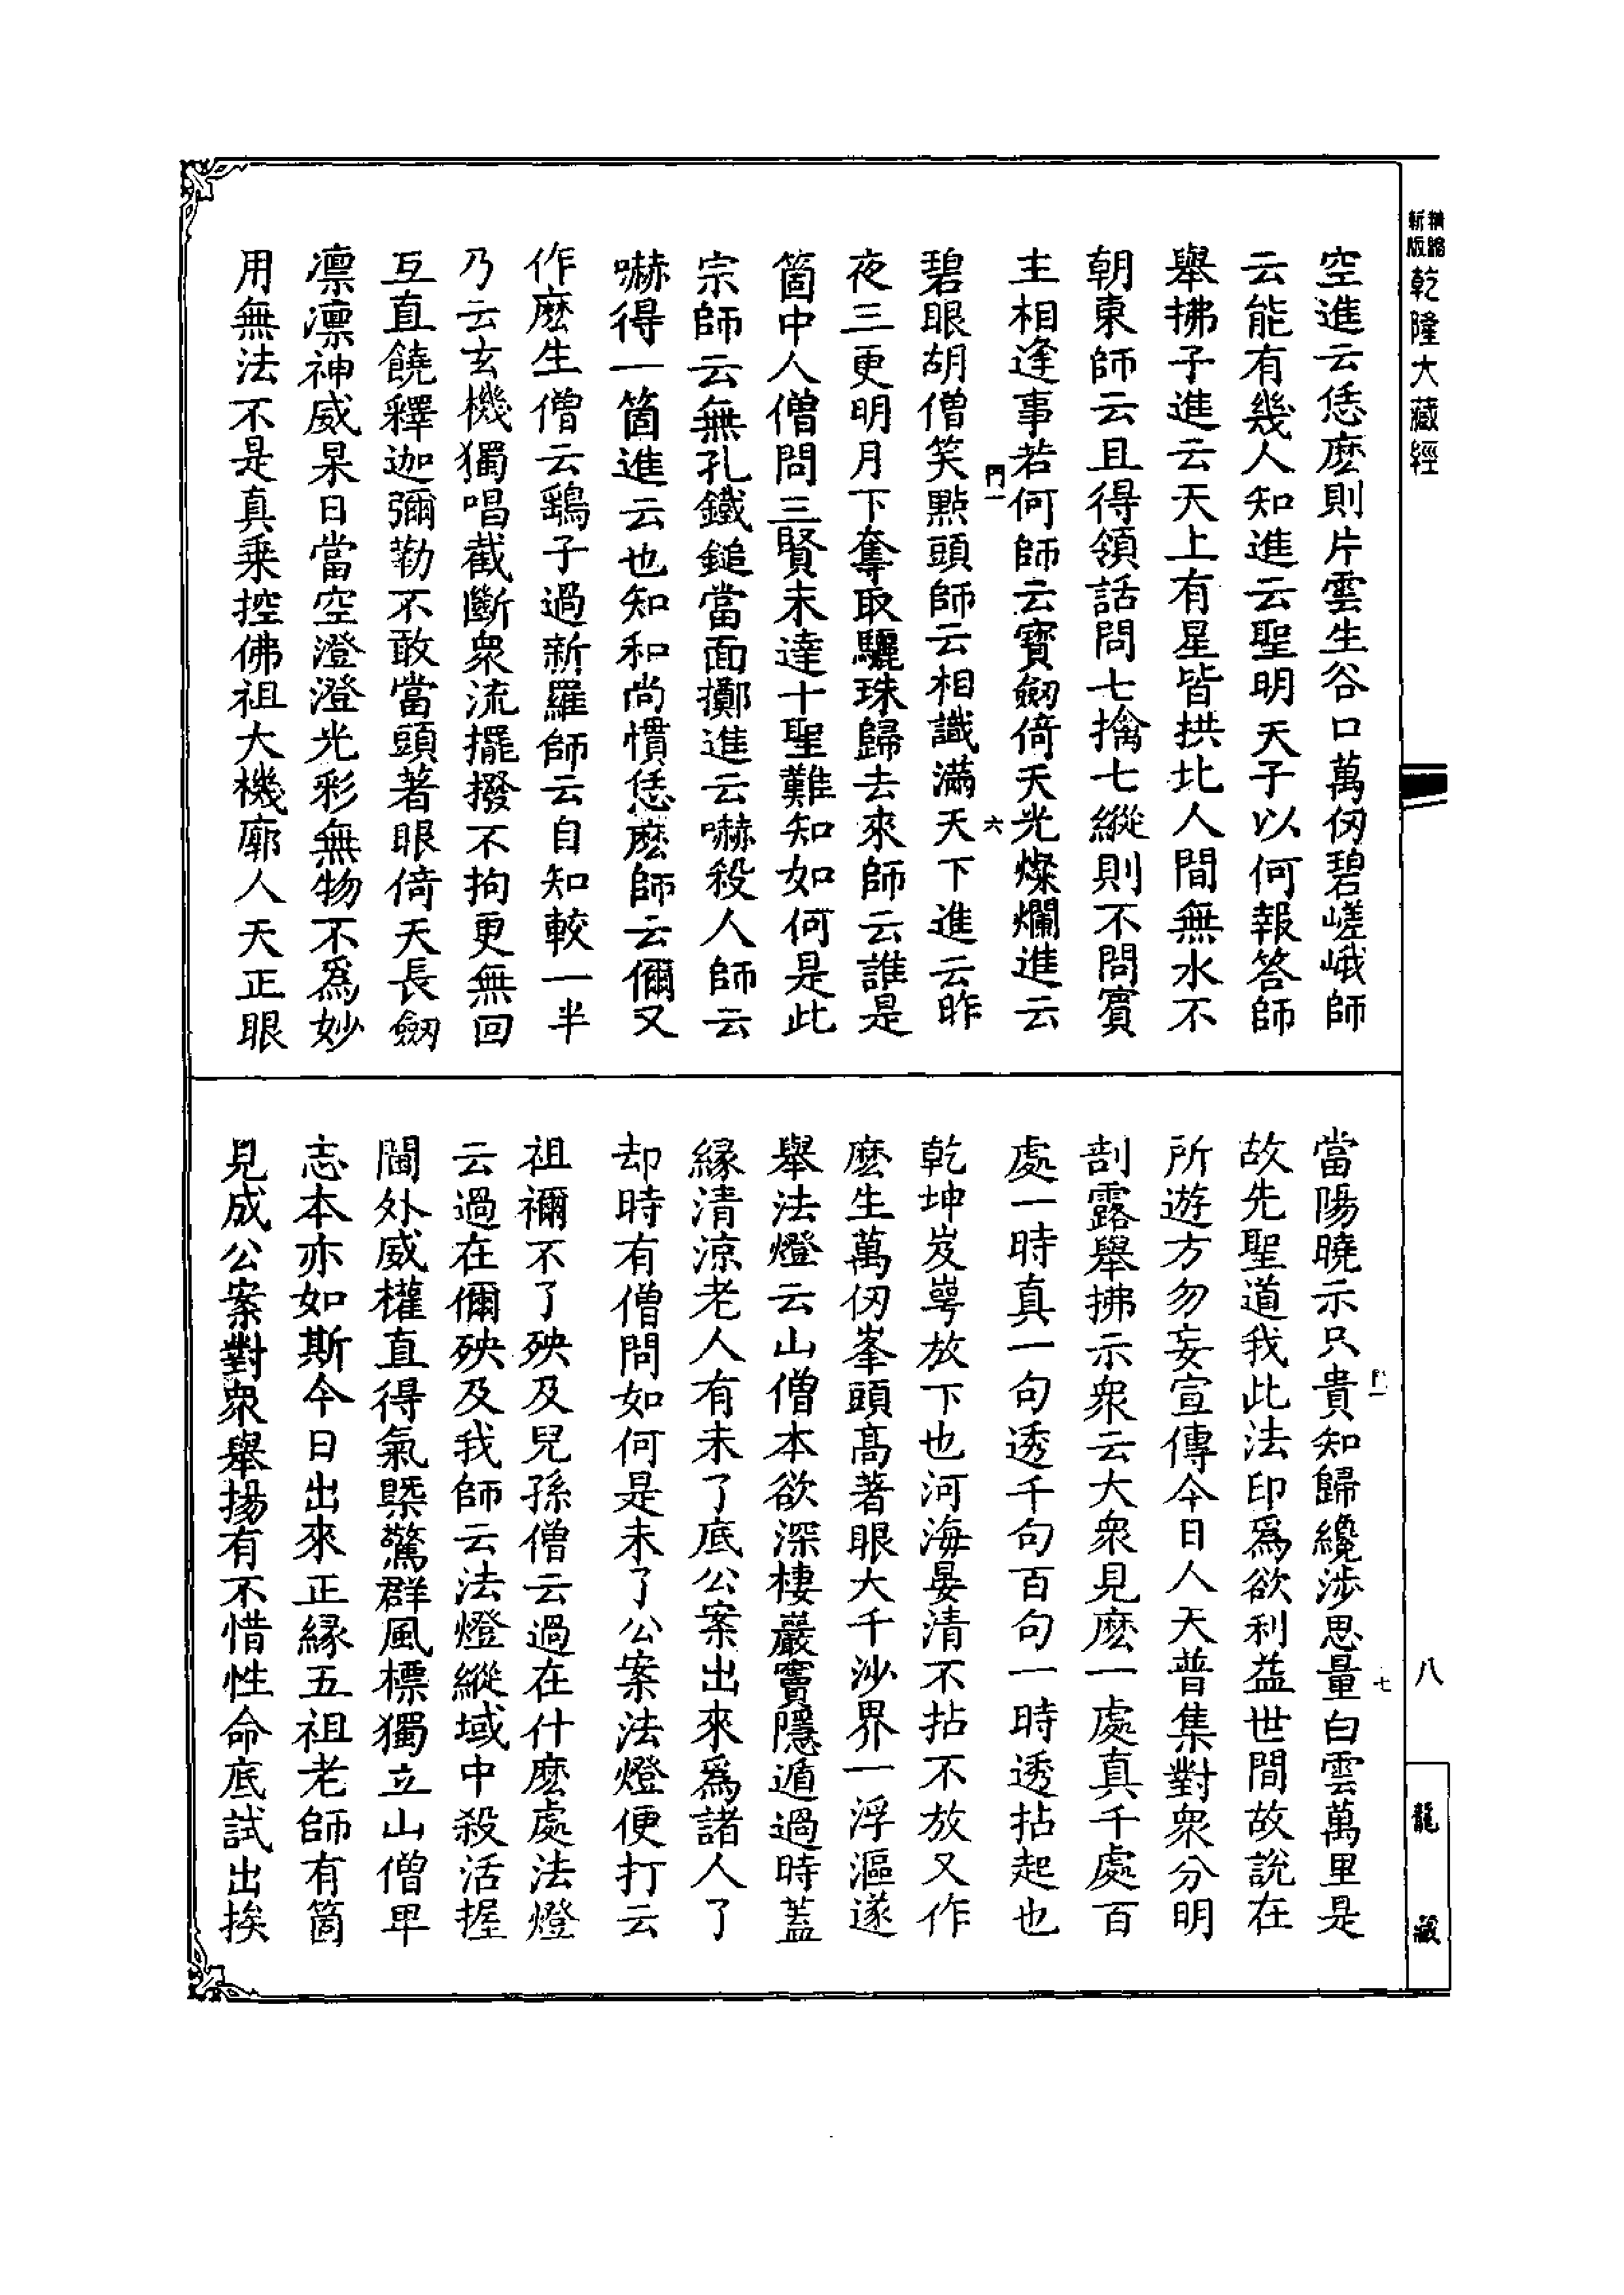 精縮新版乾隆大藏經
空進云恁麼則片雲生谷口萬仞碧嵯峨師
云能有幾人知進云聖明天子以何報答師
舉拂子進云天上有星皆拱北人間無水不
朝東師云且得領話問七擒七縱則不問賓
主相逢事若何師云寶劒倚天光燦爛進云
門一
六
碧眼胡僧笑點頭師云相識滿天下進云昨
夜三更明月下奪取驪珠歸去來師云誰是
箇中人僧問三賢未達十聖難知如何是此
宗師云無孔鐵鎚當面擲進云嚇殺人師云
嚇得一箇進云也知和尚慣恁麼師云儞又
作麼生僧云鷂子過新羅師云自知較一半
乃云玄機獨唱截斷衆流擺撥不拘更無回
互直饒釋迦彌勒不敢當頭著眼倚天長劒
凛凛神威杲日當空澄澄光彩無物不爲妙
用無法不是真乘控佛祖大機廓人天正眼
八
龍藏
門一
七
當陽曉示只貴知歸纔涉思量白雲萬里是
故先聖道我此法印爲欲利益世間故說在
所遊方勿妄宣傳今日人天普集對衆分明
剖露舉拂示衆云大衆見麼一處真千處百
處一時真一句透千句百句一時透拈起也
乾坤岌崿放下也河海晏清不拈不放又作
麼生萬仞峯頭高著眼大千沙界一浮漚遂
舉法燈云山僧本欲深棲巖竇隱遁過時蓋
緣清涼老人有未了底公案出來爲諸人了
却時有僧問如何是未了公案法燈便打云
祖禰不了殃及兒孫僧云過在什麼處法燈
云過在儞殃及我師云法燈縱域中殺活握
閫外威權直得氣槩驚群風標獨立山僧卑
志本亦如斯今日出來正緣五祖老師有箇
見成公案對衆舉揚有不惜性命底試出挨